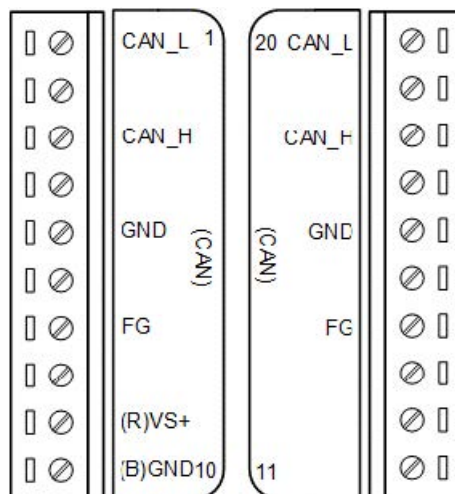 CAN_L 1
CAN_H
GND
(CAN)
FG
(R)VS+
(B)GND10
20 CAN_L
CAN_H
GND
(CAN)
FG
11